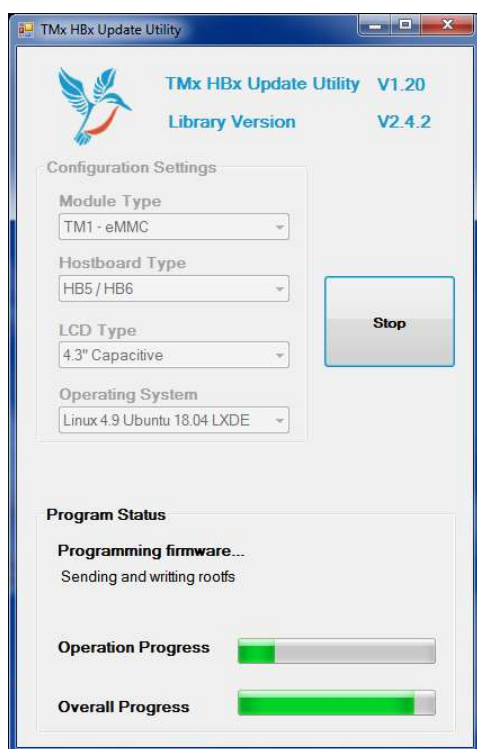 TMx HBx Update Utility
TMx HBx Update Utility V1.20
Library Version V2.4.2
Configuration Settings
Module Type
TM1 - eMMC
Hostboard Type
HB5 / HB6
LCD Type
4.3" Capacitive
Operating System
Linux 4.9 Ubuntu 18.04 LXDE
Stop
Program Status
Programming firmware...
Sending and writting rootfs
Operation Progress
Overall Progress